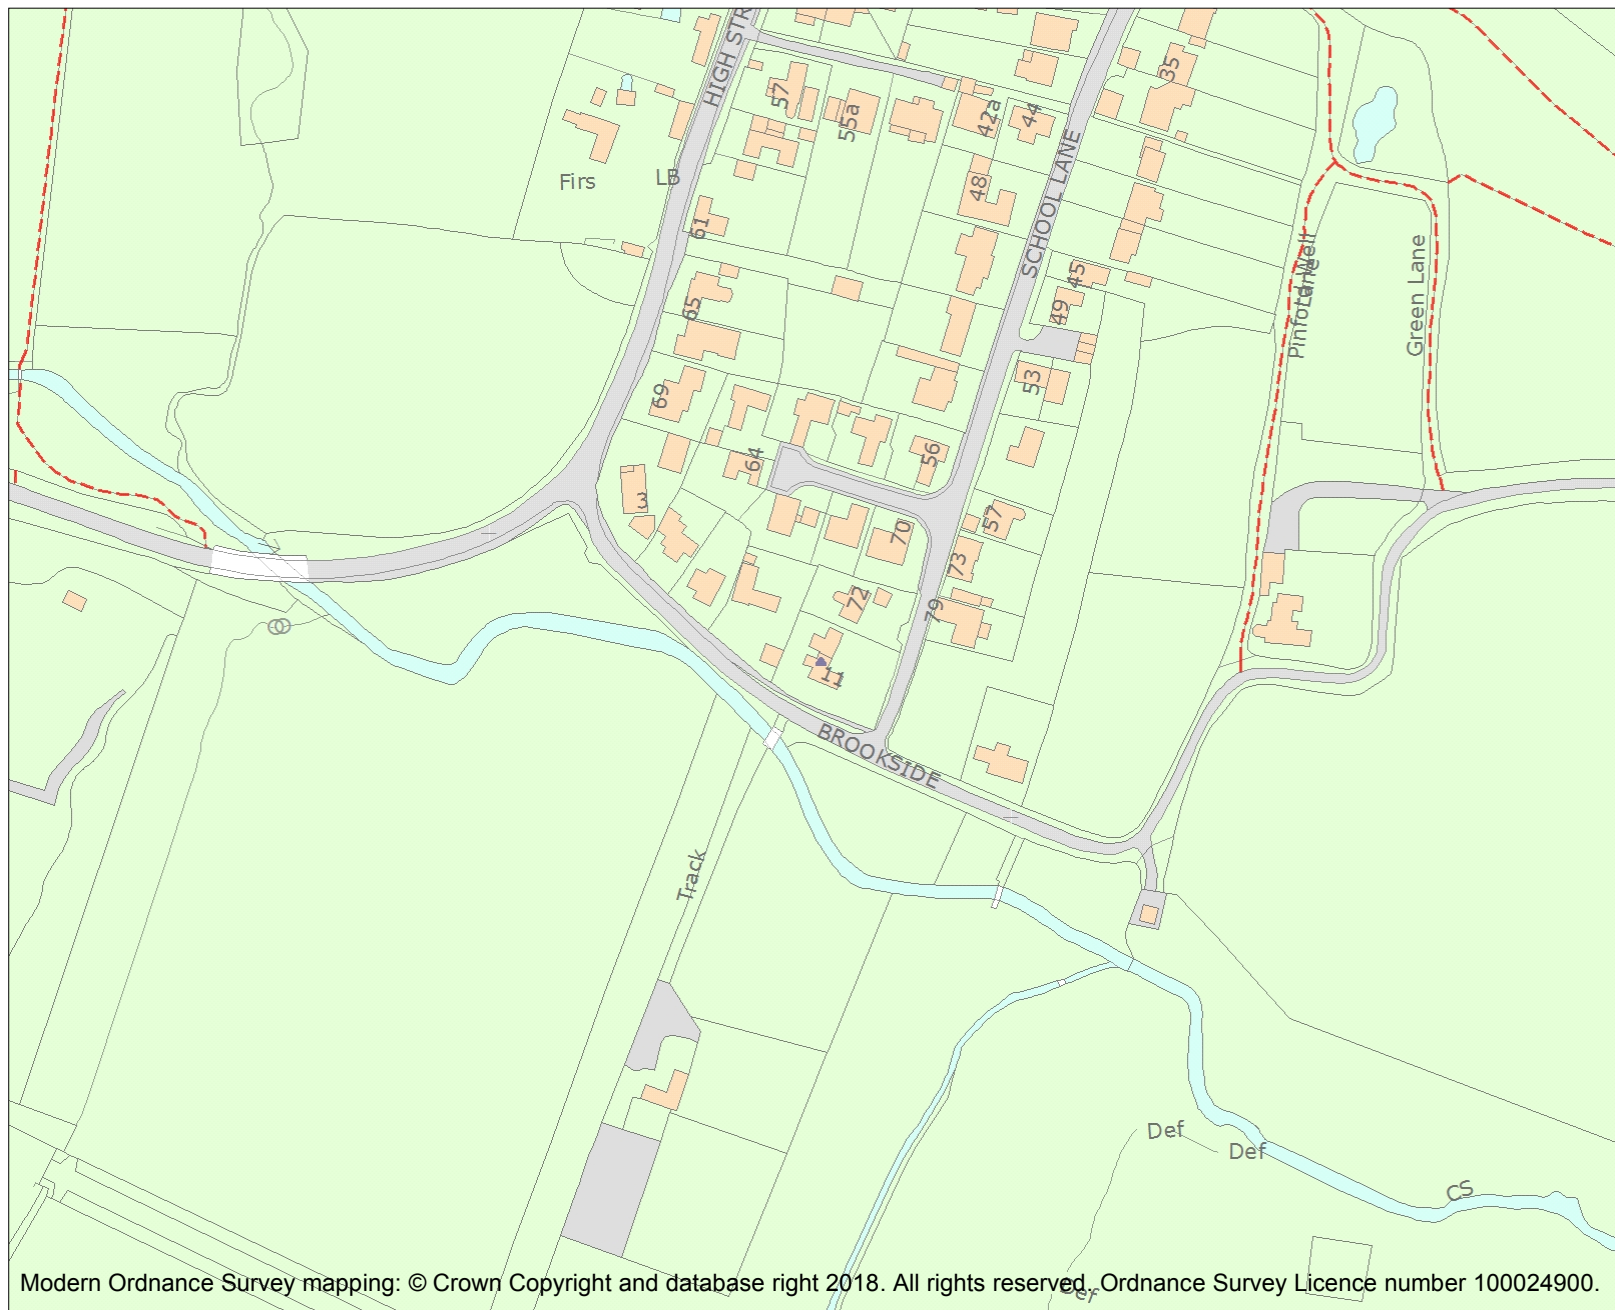 HIGH STR
57
55a
42a
44
35
Firs
LB
48
SCHOOL LANE
61
Pinfold Well
Lane
Green Lane
45
65
49
53
69
64
56
3
70
57
73
72
79
11
BROOKSIDE
Track
Def
Def
CS
Def
Modern Ordnance Survey mapping: © Crown Copyright and database right 2018. All rights reserved. Ordnance Survey Licence number 100024900.